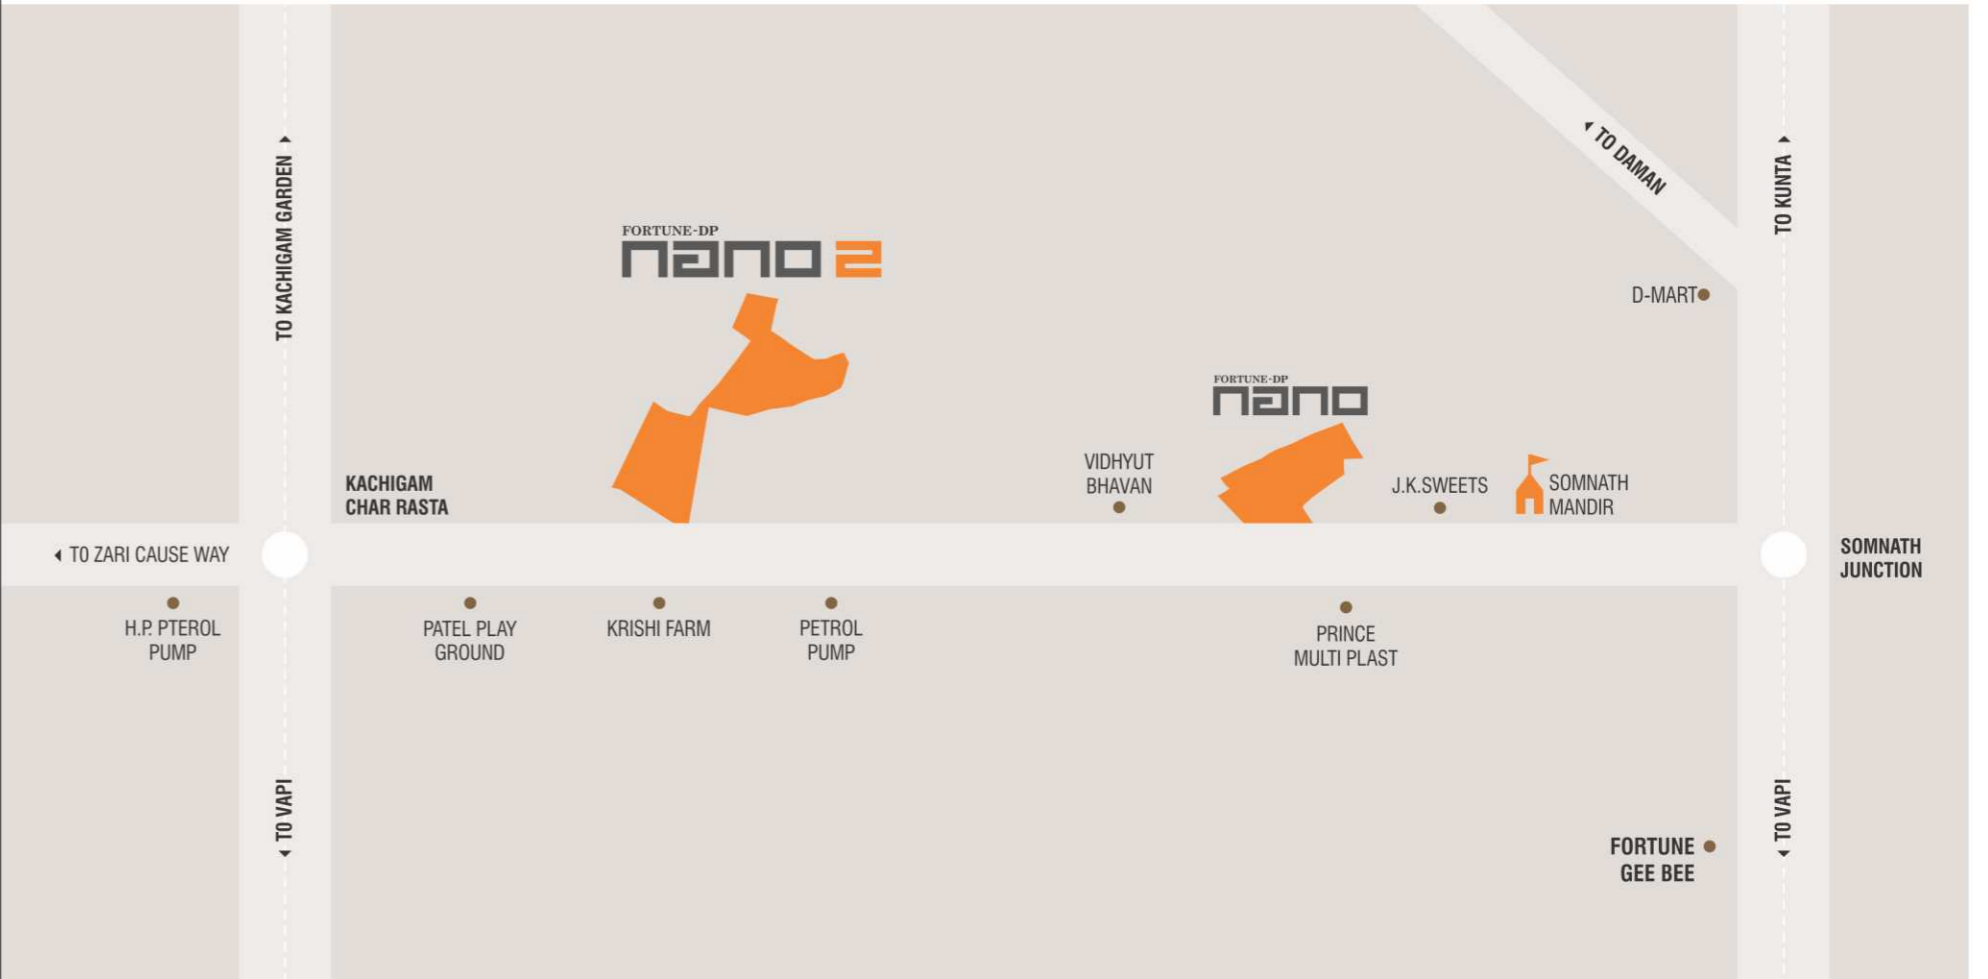 TO KACHIGAM GARDEN
TO DAMAN
TO KUNTA
FORTUNE-DP
nano 2
D-MART
FORTUNE-DP
nano
VIDHYUT
BHAVAN
J.K.SWEETS
SOMNATH
MANDIR
KACHIGAM
CHAR RASTA
TO ZARI CAUSE WAY
SOMNATH
JUNCTION
H.P. PTEROL
PUMP
PATEL PLAY
GROUND
KRISHI FARM
PETROL
PUMP
PRINCE
MULTI PLAST
TO VAPI
TO VAPI
FORTUNE
GEE BEE